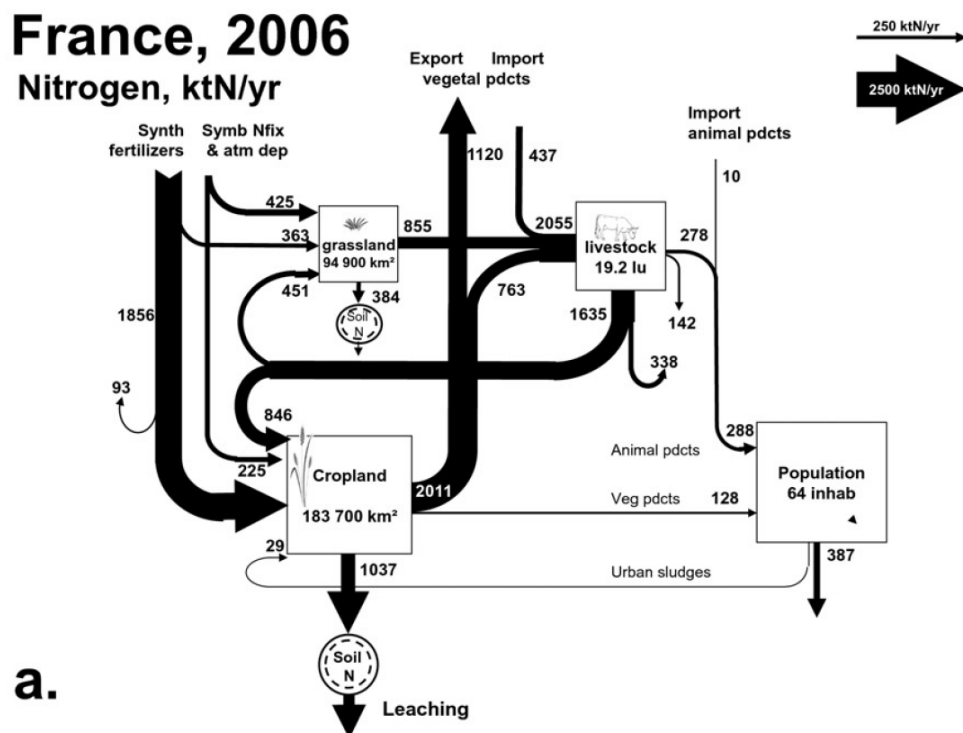 France, 2006
Nitrogen, ktN/yr
250 ktN/yr
2500 ktN/yr
Export Import
vegetal pdcts
Import
animal pdcts
Synth
fertilizers
Symb Nfix
& atm dep
1120
437
10
425
363
451
grassland
94 900 km²
855
2055
livestock
19.2 lu
278
384
763
1635
142
Soil
N
1856
338
93
846
225
288
Animal pdcts
Cropland
183 700 km²
2011
Veg pdcts
128
Population
64 inhab
29
1037
Urban sludges
387
Soil
N
a.
Leaching